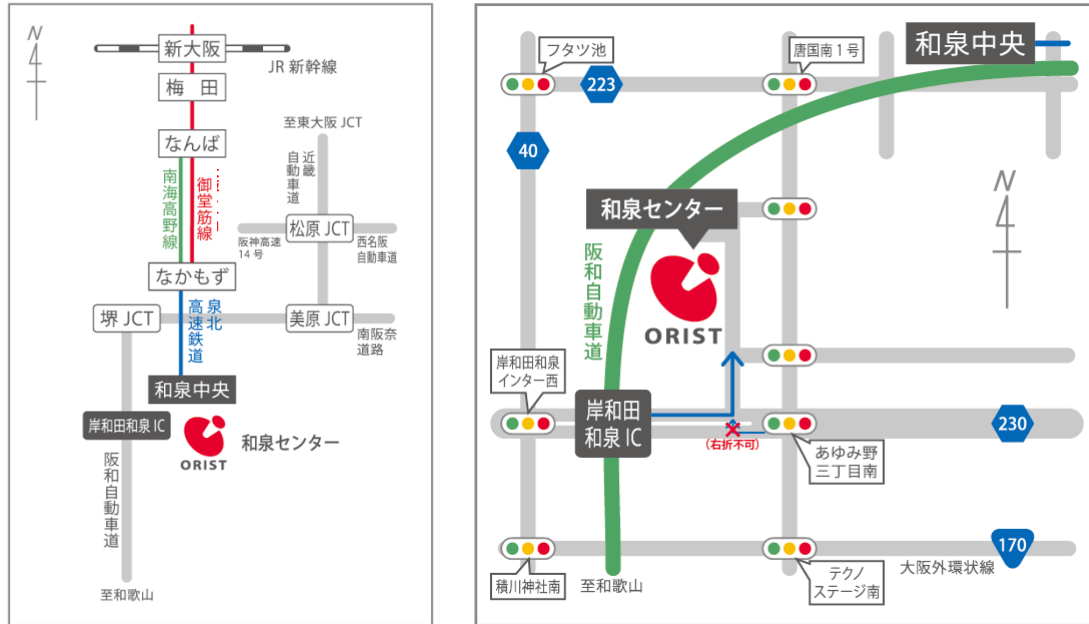 N
新大阪
JR 新幹線
梅 田
至東大阪 JCT
なんば
近畿
自動車道
南海高野線
御堂筋線
松原 JCT
阪神高速
14 号
西名阪
自動車道
なかもず
泉北
高速鉄道
堺 JCT
美原 JCT
南阪奈
道路
和泉中央
岸和田和泉 IC
ORIST
和泉センター
阪和自動車道
至和歌山
フタツ池
唐国南1号
和泉中央
223
40
N
和泉センター
阪和自動車道
ORIST
岸和田和泉
インター西
岸和田
和泉 IC
(右折不可)
230
あゆみ野
三丁目南
170
大阪外環状線
積川神社南
至和歌山
テクノ
ステージ南